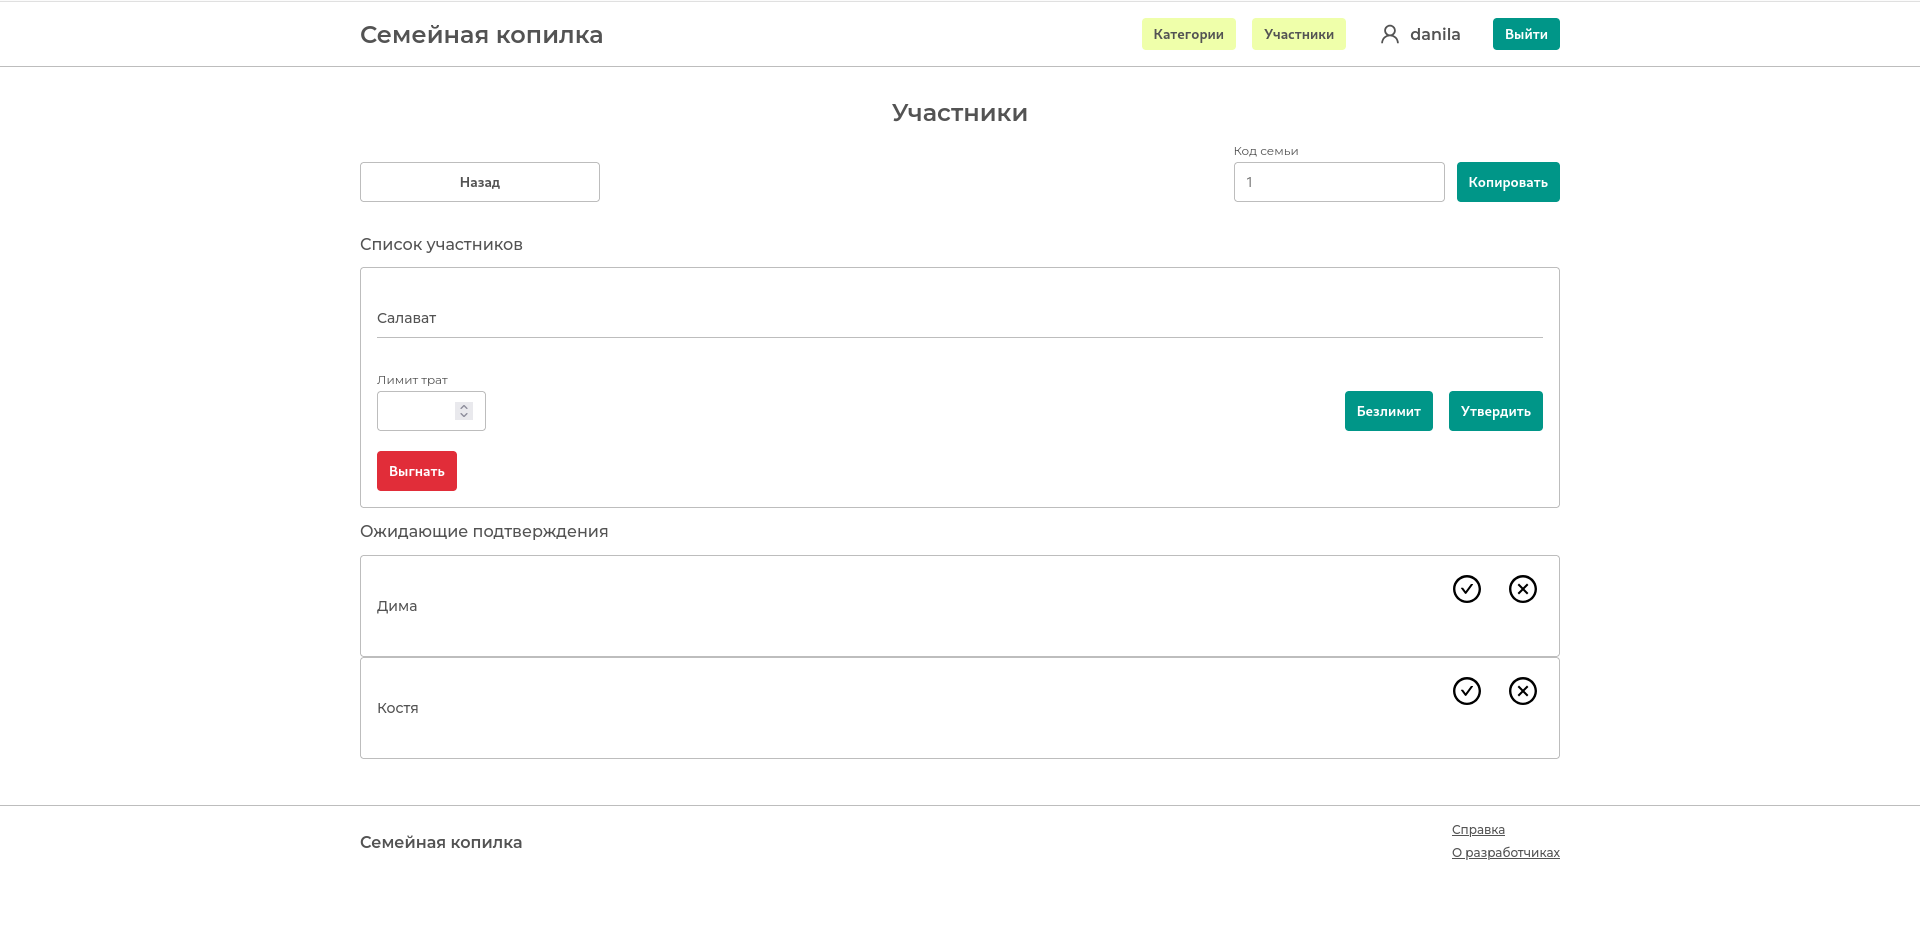 Семейная копилка
Категории
Участники
danila
Выйти
Участники
Назад
Код семьи
1
Копировать
Список участников
Салават
Лимит трат
Безлимит
Утвердить
Выгнать
Ожидающие подтверждения
Дима
Костя
Семейная копилка
Справка
О разработчиках